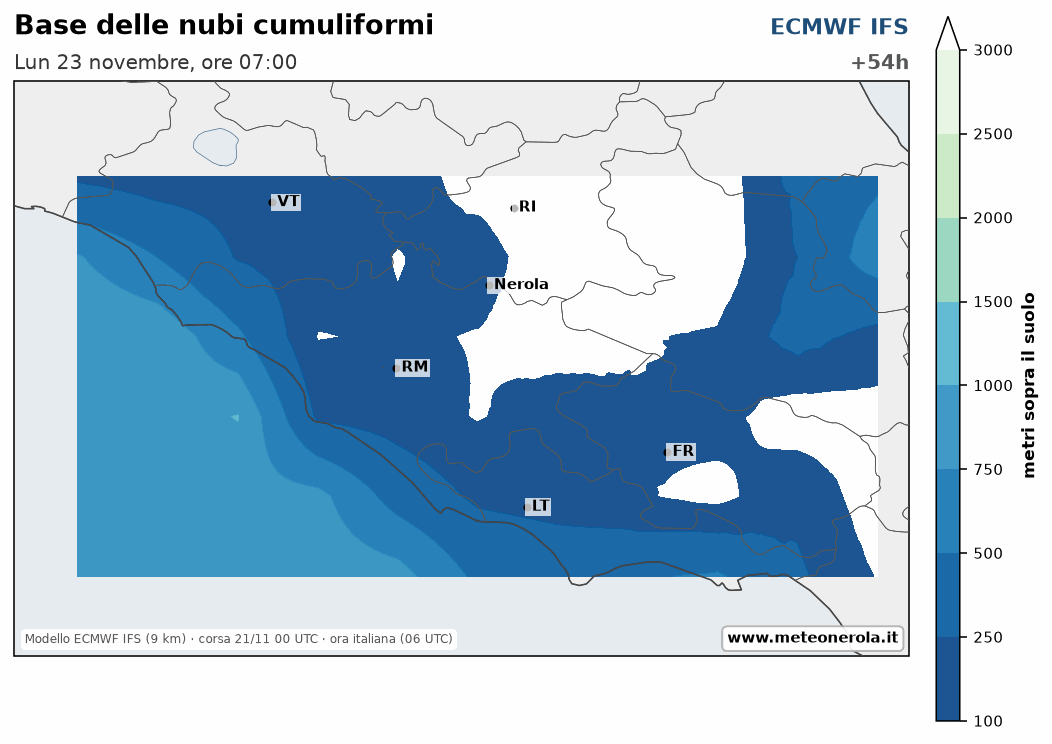 Base delle nubi cumuliformi
ECMWF IFS
Lun 23 novembre, ore 07:00
+54h
VT
RI
Nerola
RM
FR
LT
3000
2500
2000
1500
1000
750
500
250
100
metri sopra il suolo
Modello ECMWF IFS (9 km) · corsa 21/11 00 UTC · ora italiana (06 UTC)
www.meteonerola.it